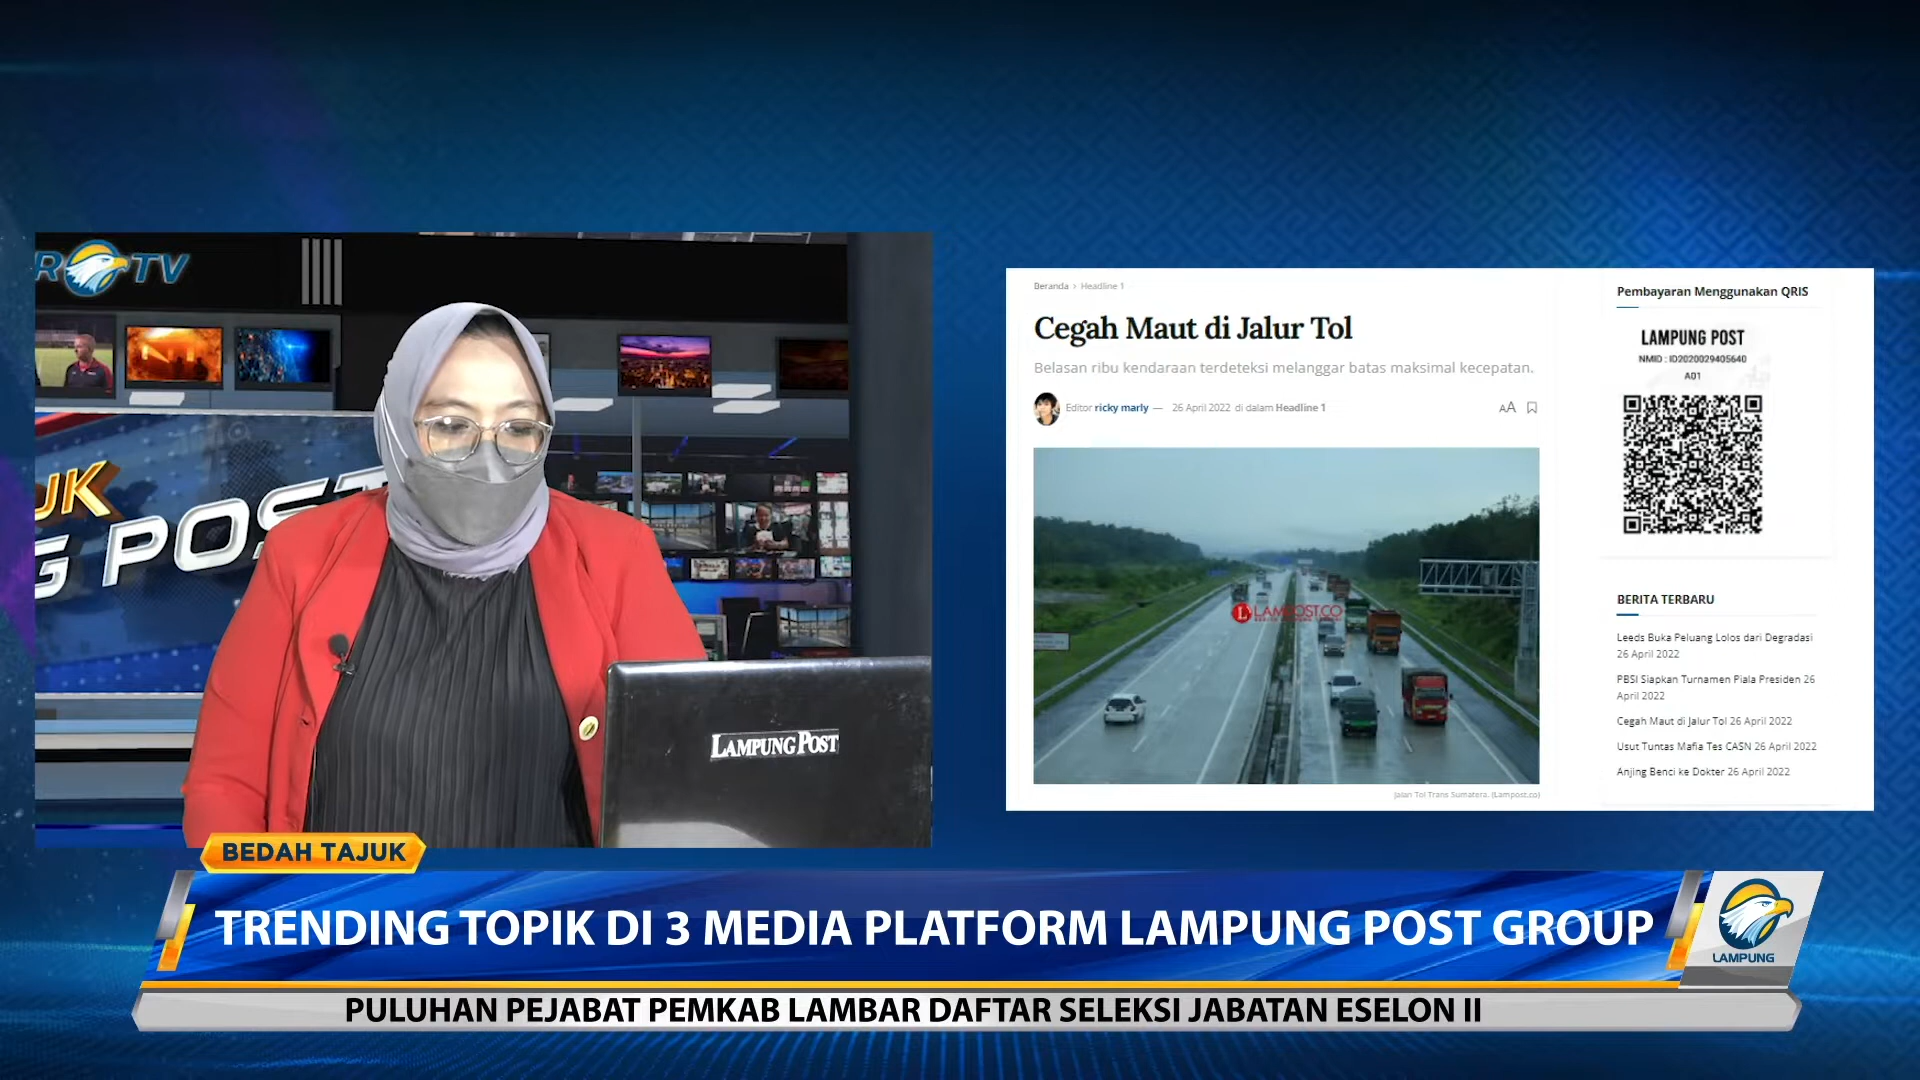 R TV
UK
G POST
LAMPUNG POST
Beranda > Headline 1
Cegah Maut di Jalur Tol
Belasan ribu kendaraan terdeteksi melanggar batas maksimal kecepatan.
Editor ricky marly — 26 April 2022 di dalam Headline 1
AA
LAMPOST.CO
Jalan Tol Trans Sumatera. (Lampost.co)
Pembayaran Menggunakan QRIS
LAMPUNG POST
NMID : ID2020029405640
A01
BERITA TERBARU
Leeds Buka Peluang Lolos dari Degradasi
26 April 2022
PBSI Siapkan Turnamen Piala Presiden 26
April 2022
Cegah Maut di Jalur Tol 26 April 2022
Usut Tuntas Mafia Tes CASN 26 April 2022
Anjing Benci ke Dokter 26 April 2022
BEDAH TAJUK
TRENDING TOPIK DI 3 MEDIA PLATFORM LAMPUNG POST GROUP
LAMPUNG
PULUHAN PEJABAT PEMKAB LAMBAR DAFTAR SELEKSI JABATAN ESELON II